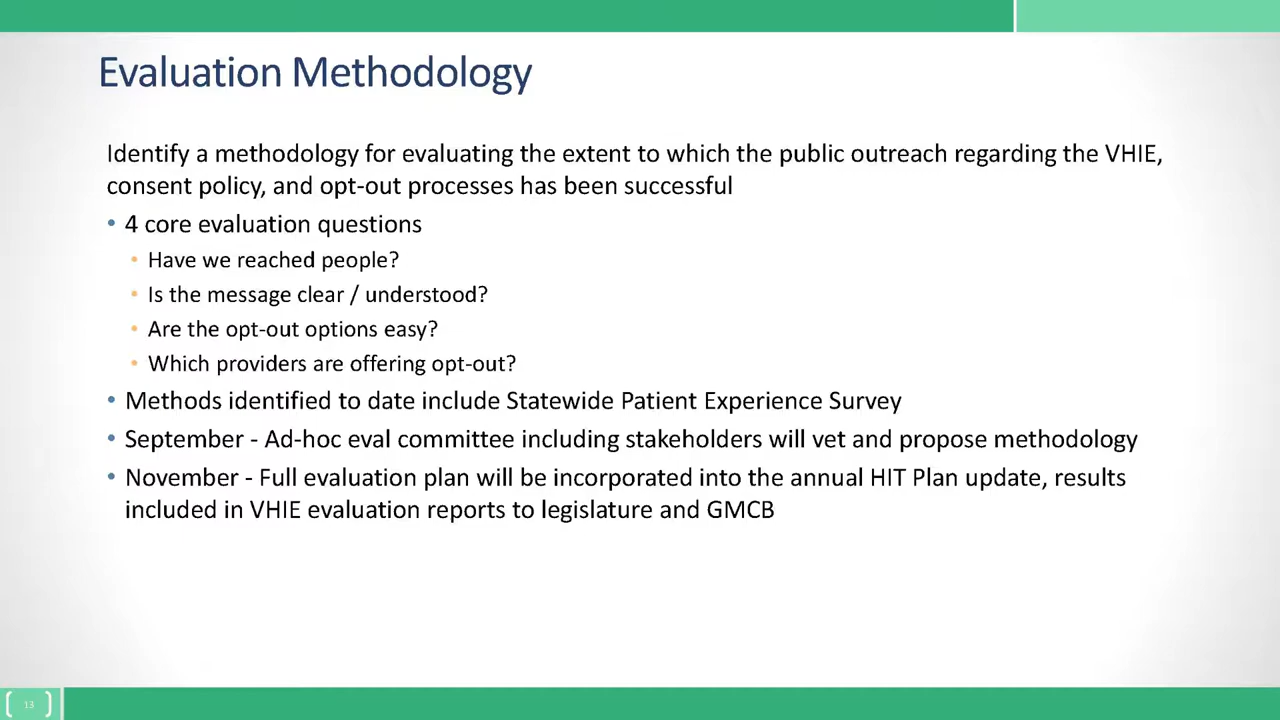 Evaluation Methodology
Identify a methodology for evaluating the extent to which the public outreach regarding the VHIE,
consent policy, and opt-out processes has been successful
• 4 core evaluation questions
• Have we reached people?
• Is the message clear / understood?
• Are the opt-out options easy?
• Which providers are offering opt-out?
• Methods identified to date include Statewide Patient Experience Survey
• September - Ad-hoc eval committee including stakeholders will vet and propose methodology
• November - Full evaluation plan will be incorporated into the annual HIT Plan update, results
included in VHIE evaluation reports to legislature and GMCB
13